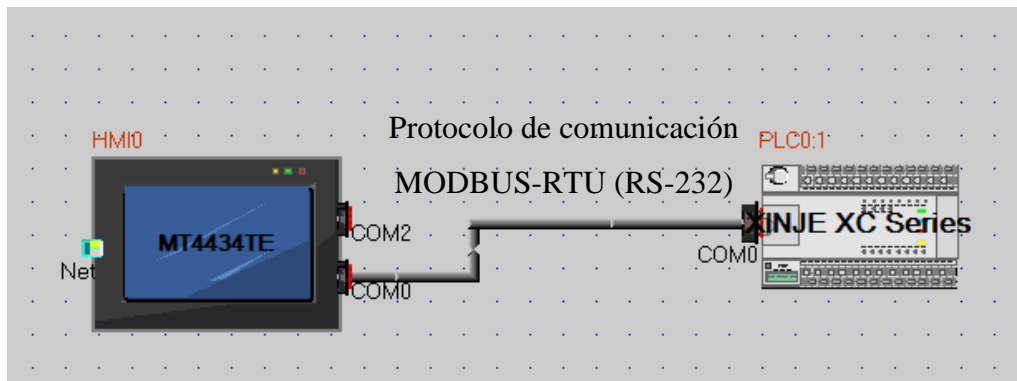 HMI0
Protocolo de comunicación
MODBUS-RTU (RS-232)
PLC0:1
MT4434TE
Net
COM2
COM0
COM0
XINJE XC Series